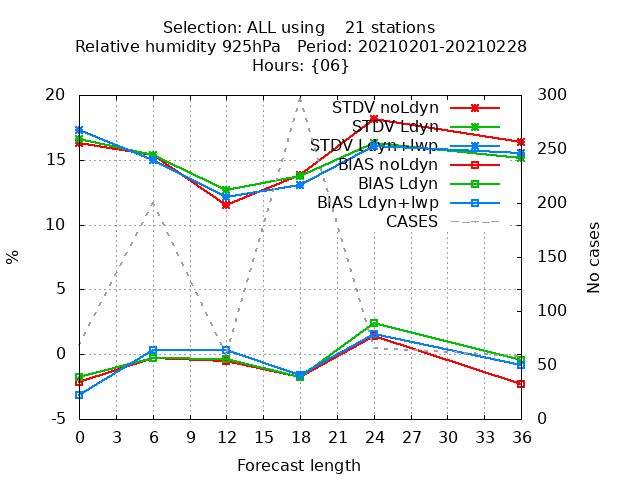 Selection: ALL using 21 stations
Relative humidity 925hPa Period: 20210201-20210228
Hours: {06}
20
15
10
5
0
-5
%
STDV noLdyn
STDV Ldyn
STDV Ldyn+lwp
BIAS noLdyn
BIAS Ldyn
BIAS Ldyn+lwp
CASES
300
250
200
150
100
50
0
No cases
0 3 6 9 12 15 18 21 24 27 30 33 36
Forecast length